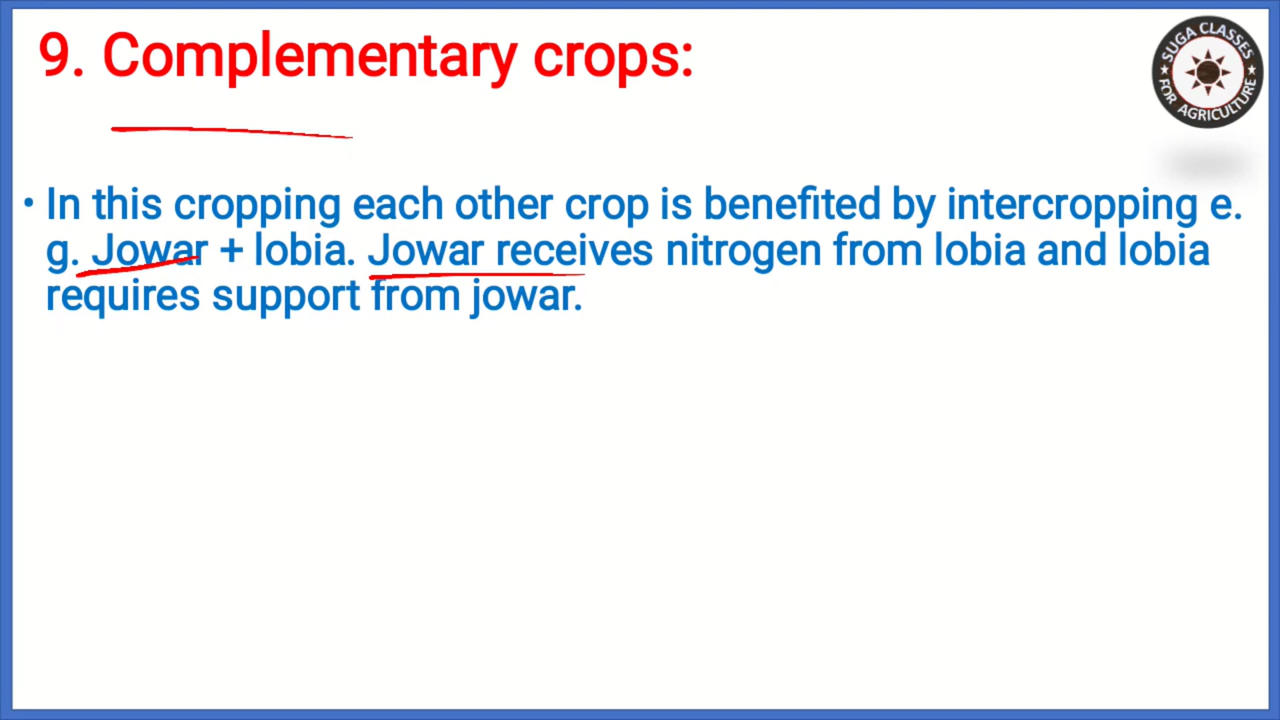 9. Complementary crops:
SUGA CLASSES
FOR AGRICULTURE
• In this cropping each other crop is benefited by intercropping e.
g. Jowar + lobia. Jowar receives nitrogen from lobia and lobia
requires support from jowar.